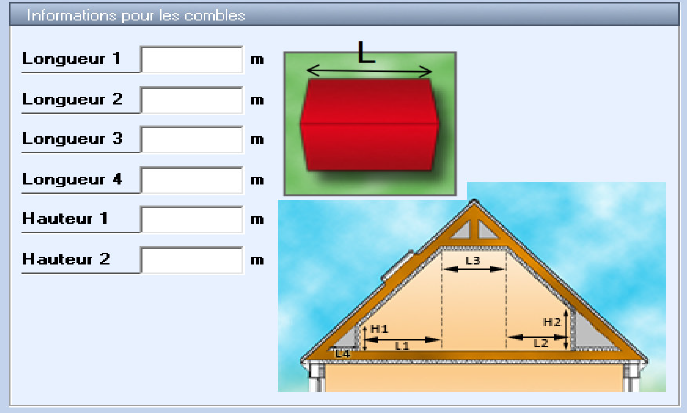 Informations pour les combles
Longueur 1 m
Longueur 2 m
Longueur 3 m
Longueur 4 m
Hauteur 1 m
Hauteur 2 m
L
L3
H1
H2
L1
L2
L4